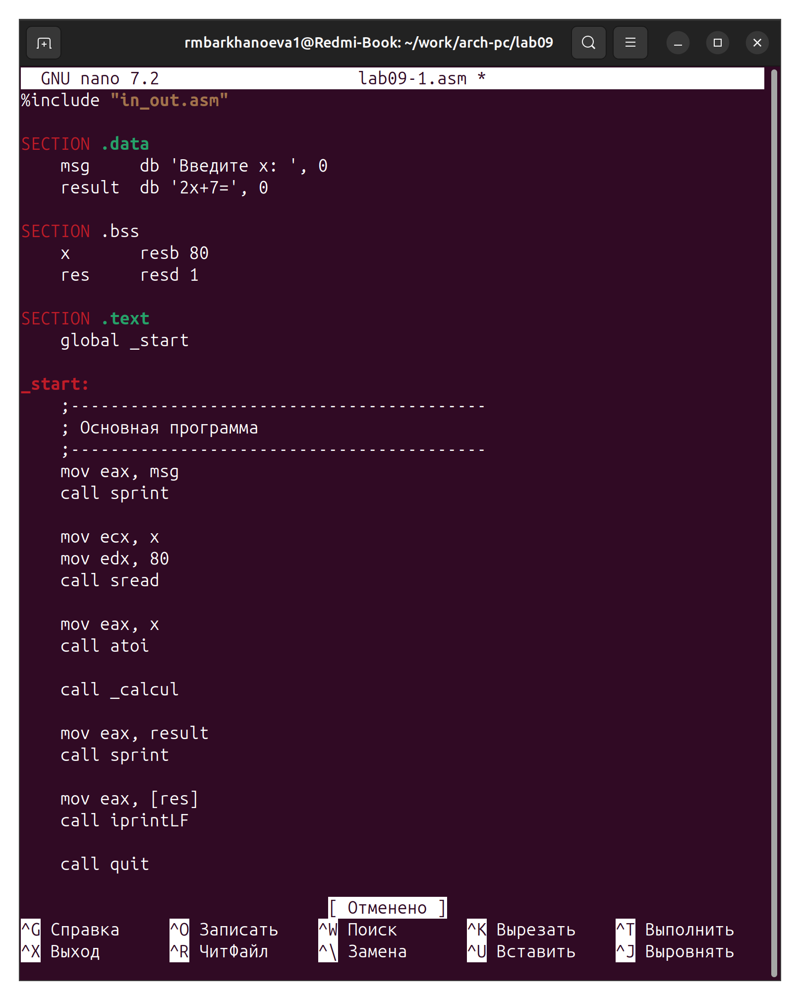 rmbarkhanoeva1@Redmi-Book: ~/work/arch-pc/lab09
GNU nano 7.2 lab09-1.asm *
%include "in_out.asm"
SECTION .data
msg db 'Введите x: ', 0
result db '2x+7=', 0
SECTION .bss
x resb 80
res resd 1
SECTION .text
global _start
_start:
;------------------------------------------
; Основная программа
;------------------------------------------
mov eax, msg
call sprint
mov ecx, x
mov edx, 80
call sread
mov eax, x
call atoi
call _calcul
mov eax, result
call sprint
mov eax, [res]
call iprintLF
call quit
[ Отменено ]
^G Справка ^O Записать ^W Поиск ^K Вырезать ^T Выполнить
^X Выход ^R ЧитФайл ^\ Замена ^U Вставить ^J Выровнять